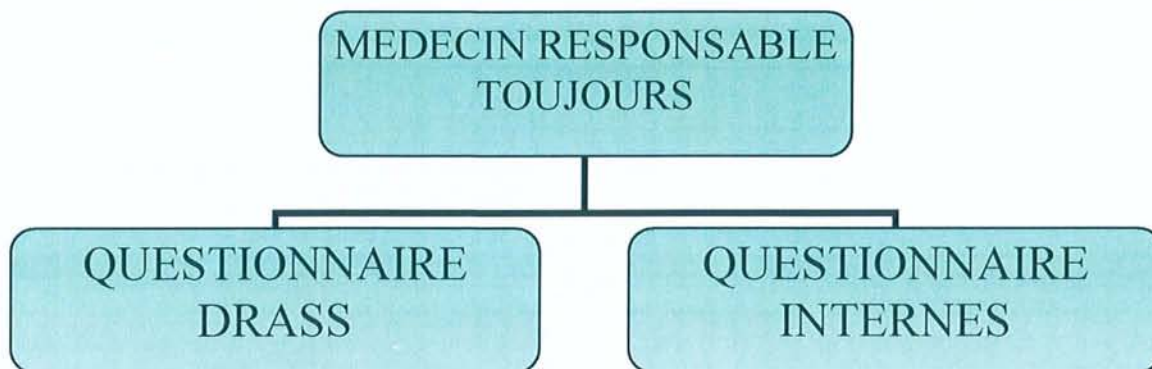 MEDECIN RESPONSABLE
TOUJOURS
QUESTIONNAIRE
DRASS
QUESTIONNAIRE
INTERNES